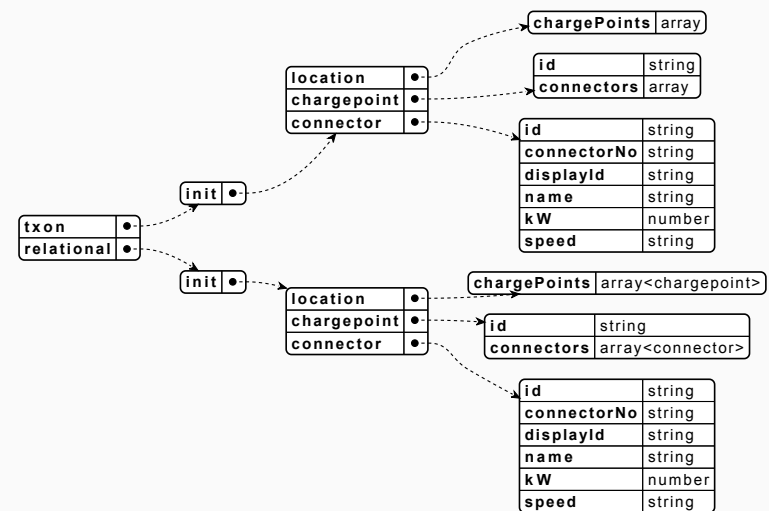 txon
relational
init
location
chargepoint
connector
chargePoints array
id string
connectors array
id string
connectorNo string
displayId string
name string
kW number
speed string
init
location
chargepoint
connector
chargePoints array<chargepoint>
id string
connectors array<connector>
id string
connectorNo string
displayId string
name string
kW number
speed string